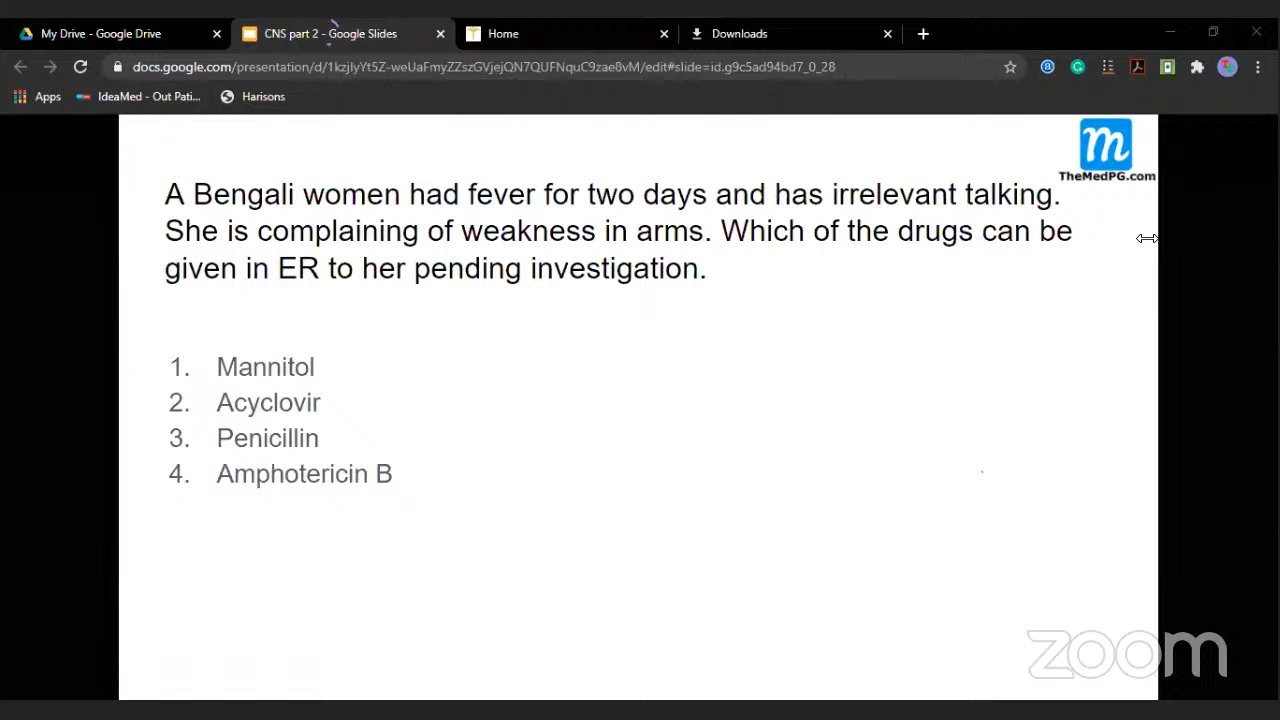 My Drive - Google Drive
CNS part 2 - Google Slides
Home
Downloads
docs.google.com/presentation/d/1kzjlyYt5Z-weUaFmyZZszGVjejQN7QUFNquC9zae8vM/edit#slide=id.g9c5ad94bd7_0_28
Apps
IdeaMed - Out Pati...
Harisons
m
TheMedPG.com
A Bengali women had fever for two days and has irrelevant talking.
She is complaining of weakness in arms. Which of the drugs can be
given in ER to her pending investigation.
1. Mannitol
2. Acyclovir
3. Penicillin
4. Amphotericin B
zoom